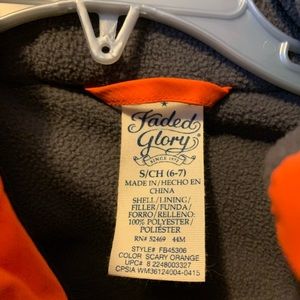 Faded
Glory
SINCE 1972
S/CH (6-7)
MADE IN/HECHO EN
CHINA
SHELL/LINING/
FILLER/FUNDA/
FORRO/RELLENO:
100% POLYESTER/
POLIÉSTER
RN# 52469 44M
STYLE# FB45306
COLOR SCARY ORANGE
UPC# 8 2248003327
CPSIA WM36124004-0415